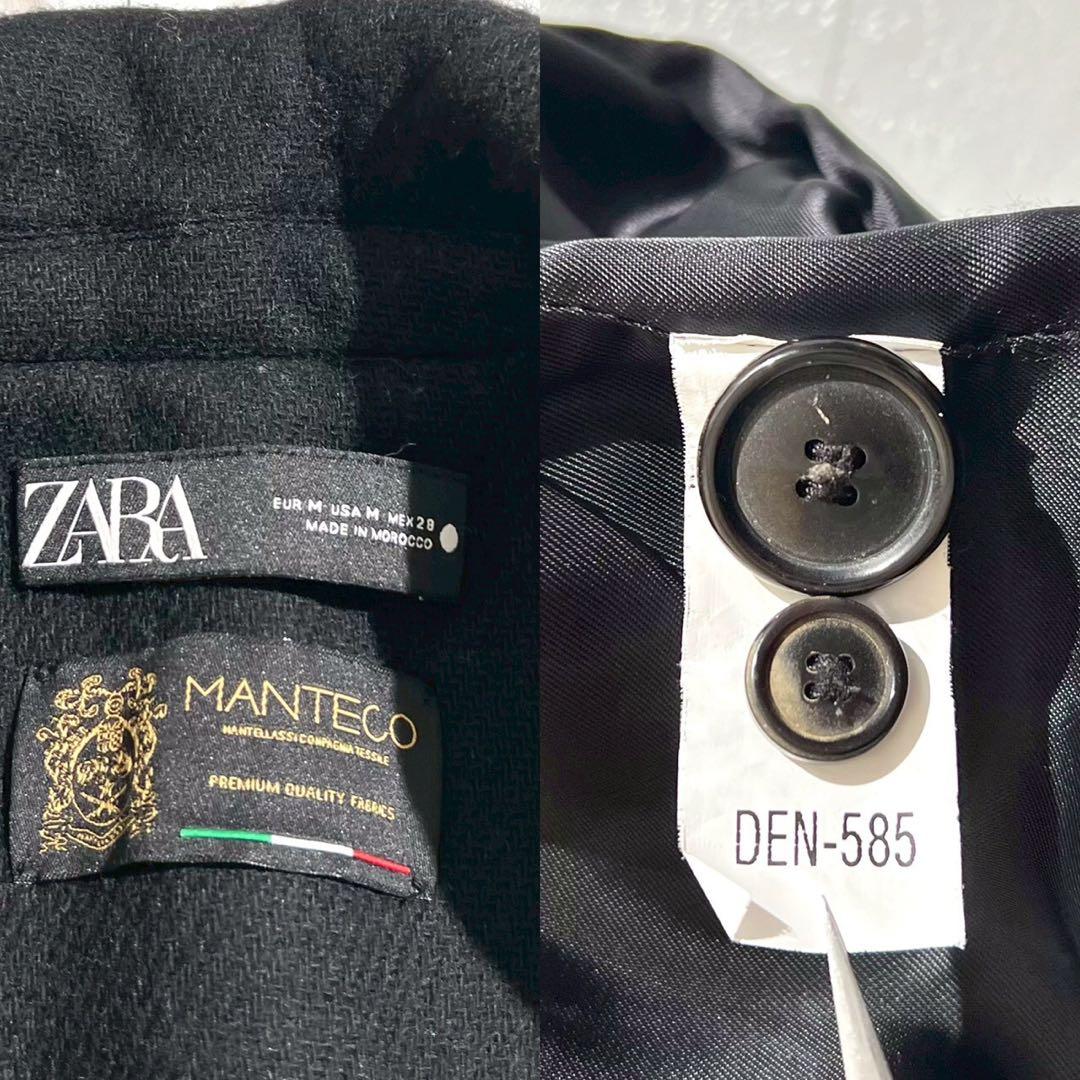 ZARA
EUR M USA M MEX 28
MADE IN MOROCCO
MANTECO
MANTELLASSI COMPAGNIA TESSILE
PREMIUM QUALITY FABRICS
DEN-585